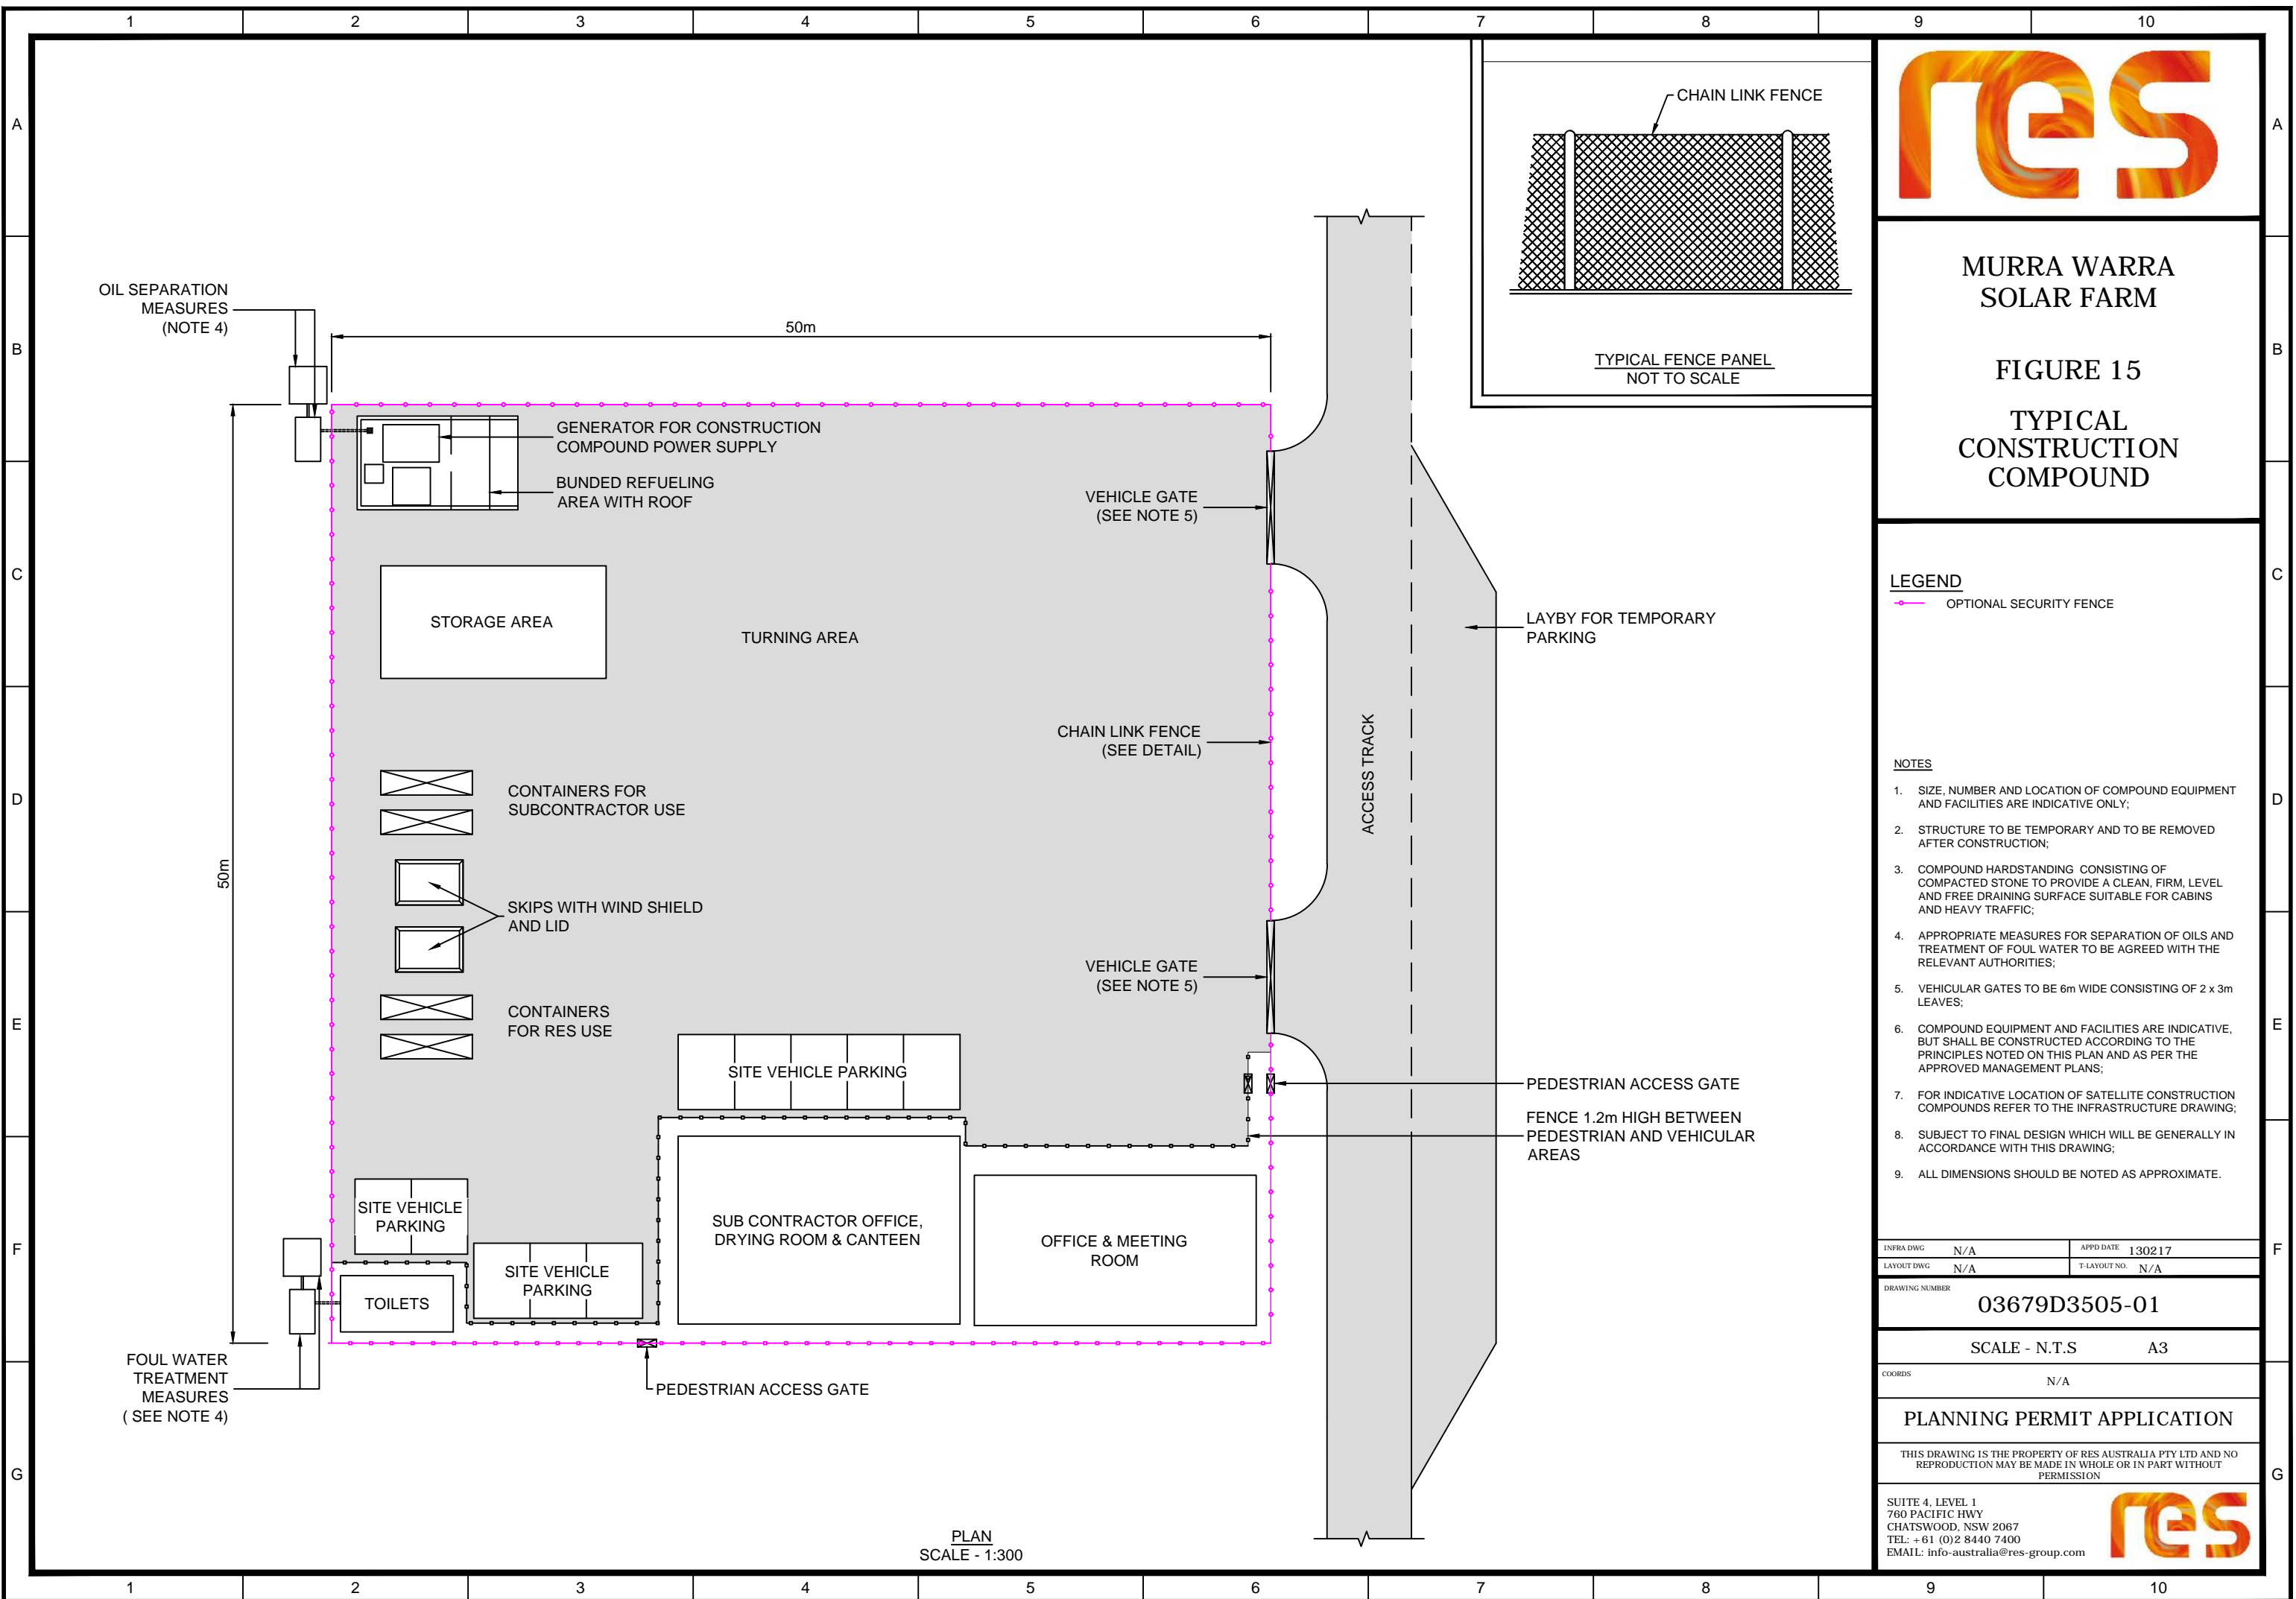 1 2 3 4 5 6 7 8 9 10
A
B
C
D
E
F
G
OIL SEPARATION
MEASURES
(NOTE 4)
50m
50m
GENERATOR FOR CONSTRUCTION
COMPOUND POWER SUPPLY
BUNDED REFUELING
AREA WITH ROOF
VEHICLE GATE
(SEE NOTE 5)
STORAGE AREA
TURNING AREA
LAYBY FOR TEMPORARY
PARKING
CHAIN LINK FENCE
(SEE DETAIL)
ACCESS TRACK
CONTAINERS FOR
SUBCONTRACTOR USE
SKIPS WITH WIND SHIELD
AND LID
VEHICLE GATE
(SEE NOTE 5)
CONTAINERS
FOR RES USE
SITE VEHICLE PARKING
PEDESTRIAN ACCESS GATE
FENCE 1.2m HIGH BETWEEN
PEDESTRIAN AND VEHICULAR
AREAS
SITE VEHICLE
PARKING
SUB CONTRACTOR OFFICE,
DRYING ROOM & CANTEEN
OFFICE & MEETING
ROOM
SITE VEHICLE
PARKING
TOILETS
FOUL WATER
TREATMENT
MEASURES
( SEE NOTE 4)
PEDESTRIAN ACCESS GATE
PLAN
SCALE - 1:300
CHAIN LINK FENCE
TYPICAL FENCE PANEL
NOT TO SCALE
res
MURRA WARRA
SOLAR FARM
FIGURE 15
TYPICAL
CONSTRUCTION
COMPOUND
LEGEND
OPTIONAL SECURITY FENCE
NOTES
1. SIZE, NUMBER AND LOCATION OF COMPOUND EQUIPMENT
AND FACILITIES ARE INDICATIVE ONLY;
2. STRUCTURE TO BE TEMPORARY AND TO BE REMOVED
AFTER CONSTRUCTION;
3. COMPOUND HARDSTANDING CONSISTING OF
COMPACTED STONE TO PROVIDE A CLEAN, FIRM, LEVEL
AND FREE DRAINING SURFACE SUITABLE FOR CABINS
AND HEAVY TRAFFIC;
4. APPROPRIATE MEASURES FOR SEPARATION OF OILS AND
TREATMENT OF FOUL WATER TO BE AGREED WITH THE
RELEVANT AUTHORITIES;
5. VEHICULAR GATES TO BE 6m WIDE CONSISTING OF 2 x 3m
LEAVES;
6. COMPOUND EQUIPMENT AND FACILITIES ARE INDICATIVE,
BUT SHALL BE CONSTRUCTED ACCORDING TO THE
PRINCIPLES NOTED ON THIS PLAN AND AS PER THE
APPROVED MANAGEMENT PLANS;
7. FOR INDICATIVE LOCATION OF SATELLITE CONSTRUCTION
COMPOUNDS REFER TO THE INFRASTRUCTURE DRAWING;
8. SUBJECT TO FINAL DESIGN WHICH WILL BE GENERALLY IN
ACCORDANCE WITH THIS DRAWING;
9. ALL DIMENSIONS SHOULD BE NOTED AS APPROXIMATE.
INFRA DWG N/A APPD DATE 130217
LAYOUT DWG N/A T-LAYOUT NO. N/A
DRAWING NUMBER
03679D3505-01
SCALE - N.T.S A3
COORDS N/A
PLANNING PERMIT APPLICATION
THIS DRAWING IS THE PROPERTY OF RES AUSTRALIA PTY LTD AND NO
REPRODUCTION MAY BE MADE IN WHOLE OR IN PART WITHOUT
PERMISSION
SUITE 4, LEVEL 1
760 PACIFIC HWY
CHATSWOOD, NSW 2067
TEL: +61 (0)2 8440 7400
EMAIL: info-australia@res-group.com
res
A
B
C
D
E
F
G
1 2 3 4 5 6 7 8 9 10